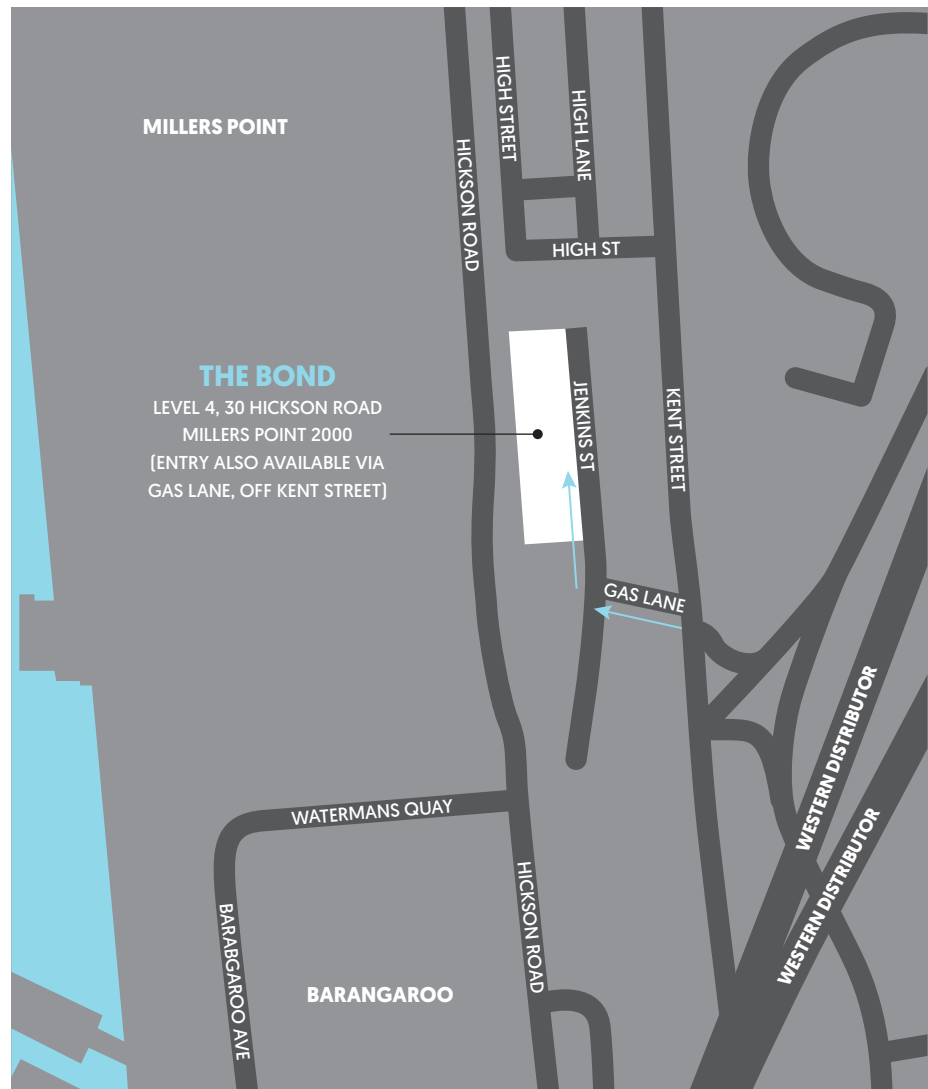 HIGH STREET
HIGH LANE
MILLERS POINT
HICKSON ROAD
HIGH ST
THE BOND
LEVEL 4, 30 HICKSON ROAD
MILLERS POINT 2000
(ENTRY ALSO AVAILABLE VIA
GAS LANE, OFF KENT STREET)
JENKINS ST
KENT STREET
GAS LANE
WESTERN DISTRIBUTOR
WESTERN DISTRIBUTOR
WATERMANS QUAY
HICKSON ROAD
BARABGAROO AVE
BARANGAROO